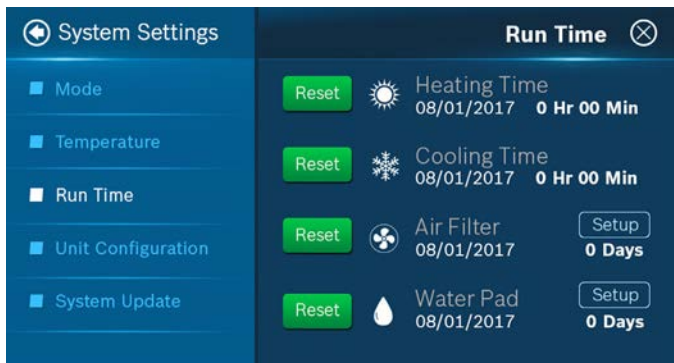 System Settings
Run Time
Mode
Temperature
Run Time
Unit Configuration
System Update
Reset
Heating Time
08/01/2017 0 Hr 00 Min
Reset
Cooling Time
08/01/2017 0 Hr 00 Min
Reset
Air Filter
Setup
08/01/2017
0 Days
Reset
Water Pad
Setup
08/01/2017
0 Days